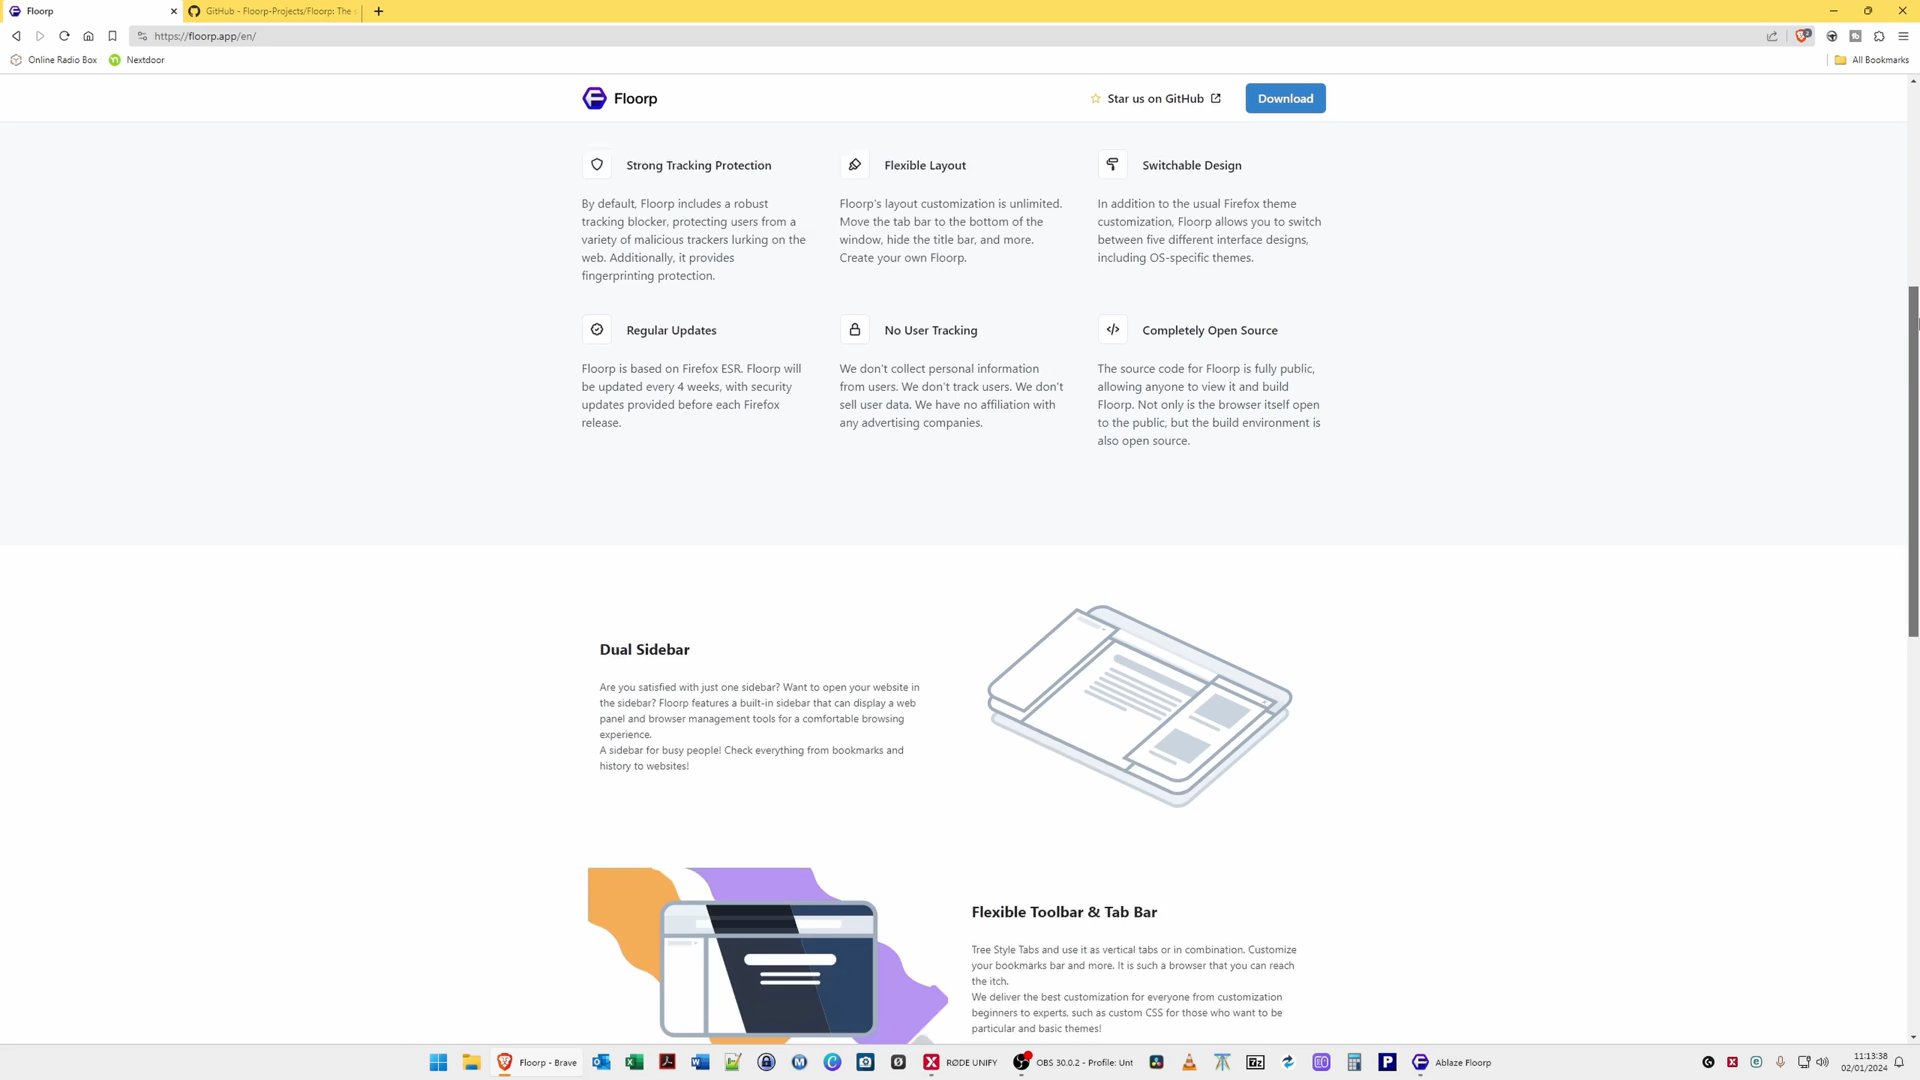 Floorp
GitHub - Floorp-Projects/Floorp: The
https://floorp.app/en/
2
Online Radio Box
Nextdoor
All Bookmarks
Floorp
Star us on GitHub
Download
Strong Tracking Protection
By default, Floorp includes a robust
tracking blocker, protecting users from a
variety of malicious trackers lurking on the
web. Additionally, it provides
fingerprinting protection.
Flexible Layout
Floorp's layout customization is unlimited.
Move the tab bar to the bottom of the
window, hide the title bar, and more.
Create your own Floorp.
Switchable Design
In addition to the usual Firefox theme
customization, Floorp allows you to switch
between five different interface designs,
including OS-specific themes.
Regular Updates
Floorp is based on Firefox ESR. Floorp will
be updated every 4 weeks, with security
updates provided before each Firefox
release.
No User Tracking
We don't collect personal information
from users. We don't track users. We don't
sell user data. We have no affiliation with
any advertising companies.
Completely Open Source
The source code for Floorp is fully public,
allowing anyone to view it and build
Floorp. Not only is the browser itself open
to the public, but the build environment is
also open source.
Dual Sidebar
Are you satisfied with just one sidebar? Want to open your website in
the sidebar? Floorp features a built-in sidebar that can display a web
panel and browser management tools for a comfortable browsing
experience.
A sidebar for busy people! Check everything from bookmarks and
history to websites!
Flexible Toolbar & Tab Bar
Tree Style Tabs and use it as vertical tabs or in combination. Customize
your bookmarks bar and more. It is such a browser that you can reach
the itch.
We deliver the best customization for everyone from customization
beginners to experts, such as custom CSS for those who want to be
particular and basic themes!
Floorp - Brave
RØDE UNIFY
OBS 30.0.2 - Profile: Unt
Ablaze Floorp
11:13:38
02/01/2024